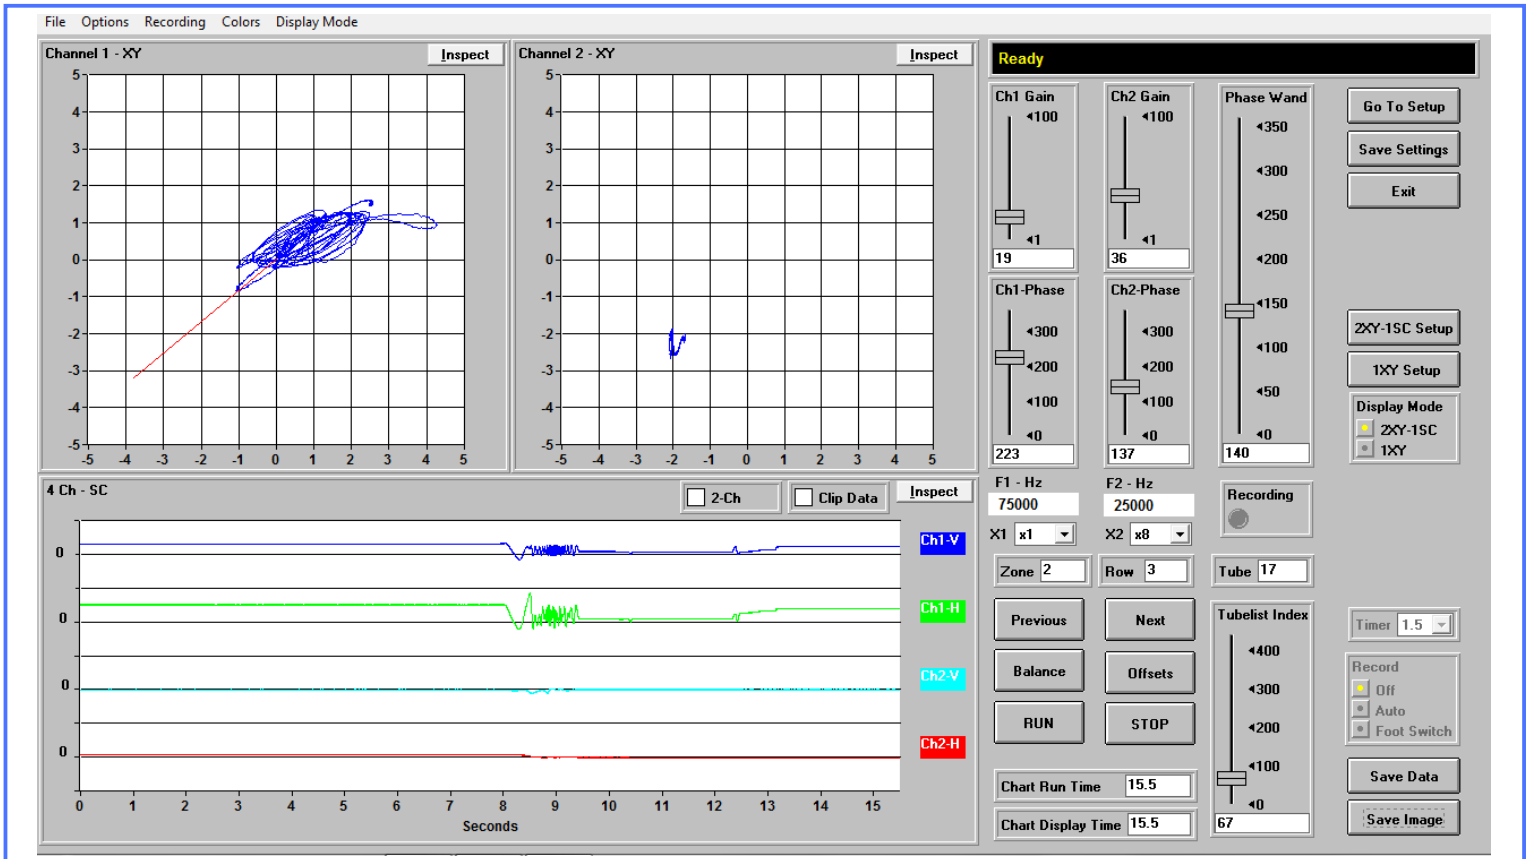 File Options Recording Colors Display Mode
Channel 1 - XY
Inspect
5
4
3
2
1
0
-1
-2
-3
-4
-5
-5 -4 -3 -2 -1 0 1 2 3 4 5
Channel 2 - XY
Inspect
5
4
3
2
1
0
-1
-2
-3
-4
-5
-5 -4 -3 -2 -1 0 1 2 3 4 5
4 Ch - SC
2-Ch
Clip Data
Inspect
0
Ch1-V
0
Ch1-H
0
Ch2-V
0
Ch2-H
0 1 2 3 4 5 6 7 8 9 10 11 12 13 14 15
Seconds
Ready
Ch1 Gain
100
1
19
Ch2 Gain
100
1
36
Phase Wand
350
300
250
200
150
100
50
0
140
Ch1-Phase
300
200
100
0
223
Ch2-Phase
300
200
100
0
137
F1 - Hz
75000
F2 - Hz
25000
X1 x1
X2 x8
Recording
Zone 2
Row 3
Tube 17
Previous
Next
Balance
Offsets
RUN
STOP
Tubelist Index
400
300
200
100
0
67
Chart Run Time 15.5
Chart Display Time 15.5
Go To Setup
Save Settings
Exit
2XY-1SC Setup
1XY Setup
Display Mode
2XY-1SC
1XY
Timer 1.5
Record
Off
Auto
Foot Switch
Save Data
Save Image